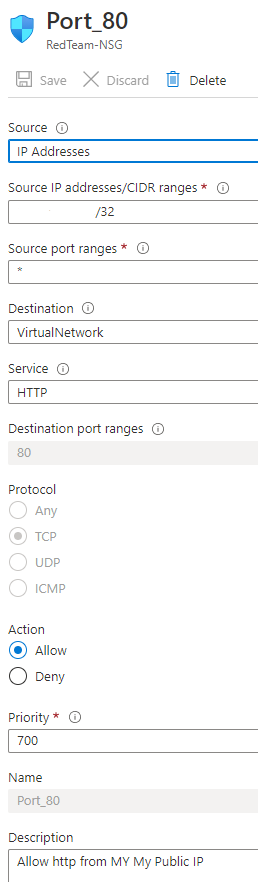 Port_80
RedTeam-NSG
Save Discard Delete
Source
IP Addresses
Source IP addresses/CIDR ranges *
/32
Source port ranges *
*
Destination
VirtualNetwork
Service
HTTP
Destination port ranges
80
Protocol
Any
TCP
UDP
ICMP
Action
Allow
Deny
Priority *
700
Name
Port_80
Description
Allow http from MY My Public IP